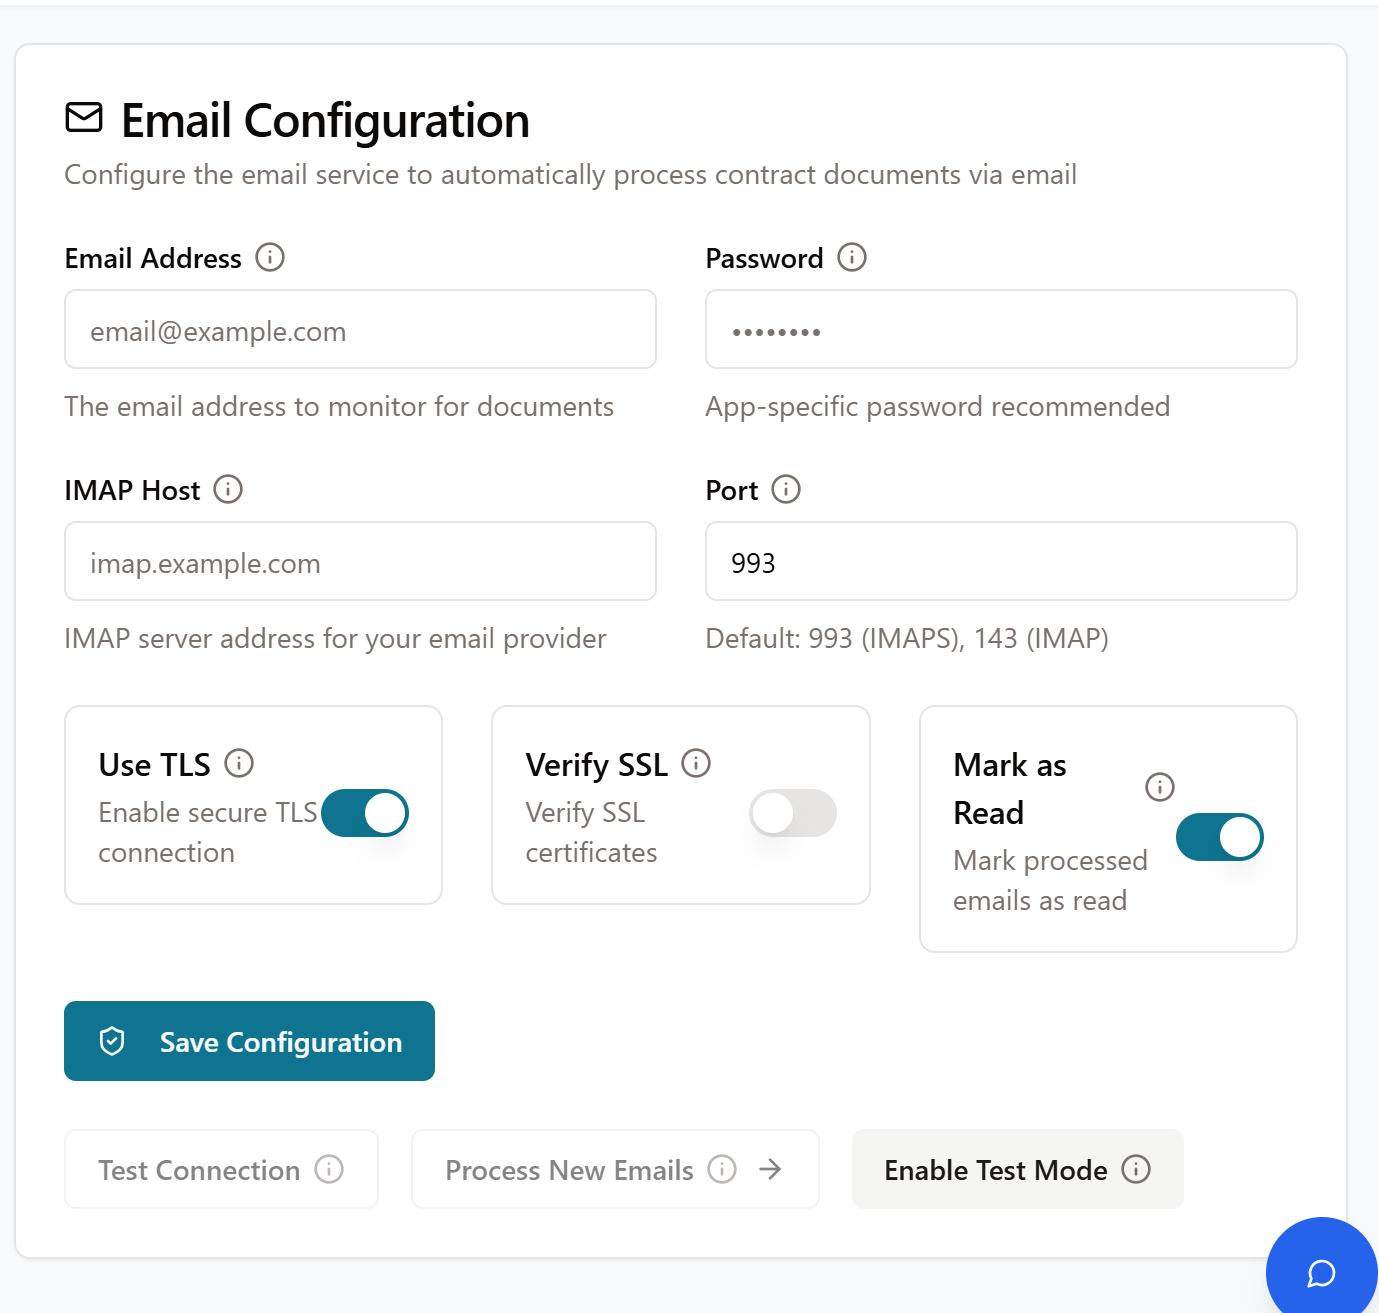 Email Configuration
Configure the email service to automatically process contract documents via email
Email Address
Password
email@example.com
••••••••
The email address to monitor for documents
App-specific password recommended
IMAP Host
Port
imap.example.com
993
IMAP server address for your email provider
Default: 993 (IMAPS), 143 (IMAP)
Use TLS
Enable secure TLS
connection
Verify SSL
Verify SSL
certificates
Mark as
Read
Mark processed
emails as read
Save Configuration
Test Connection
Process New Emails
Enable Test Mode